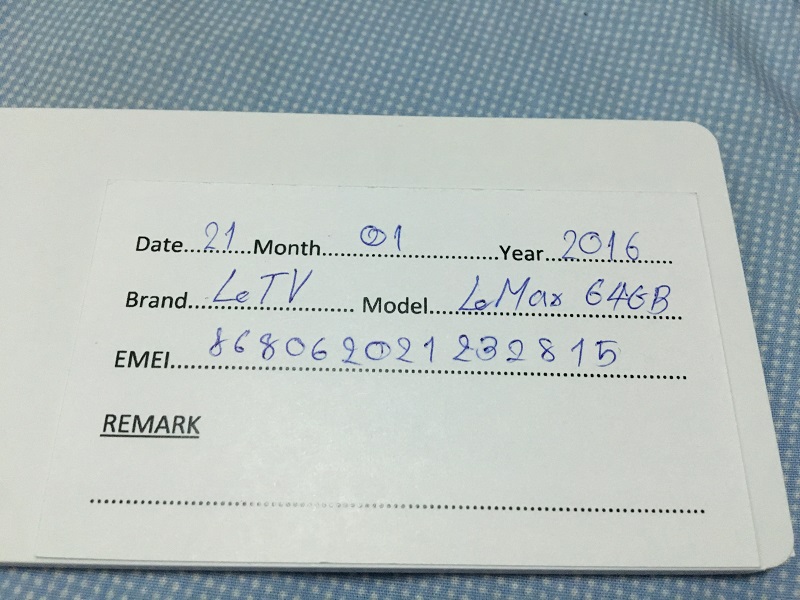 Date...21...Month...01...Year...2016
Brand...LeTV...Model...LeMax 64GB
EMEI...868062021232815
REMARK